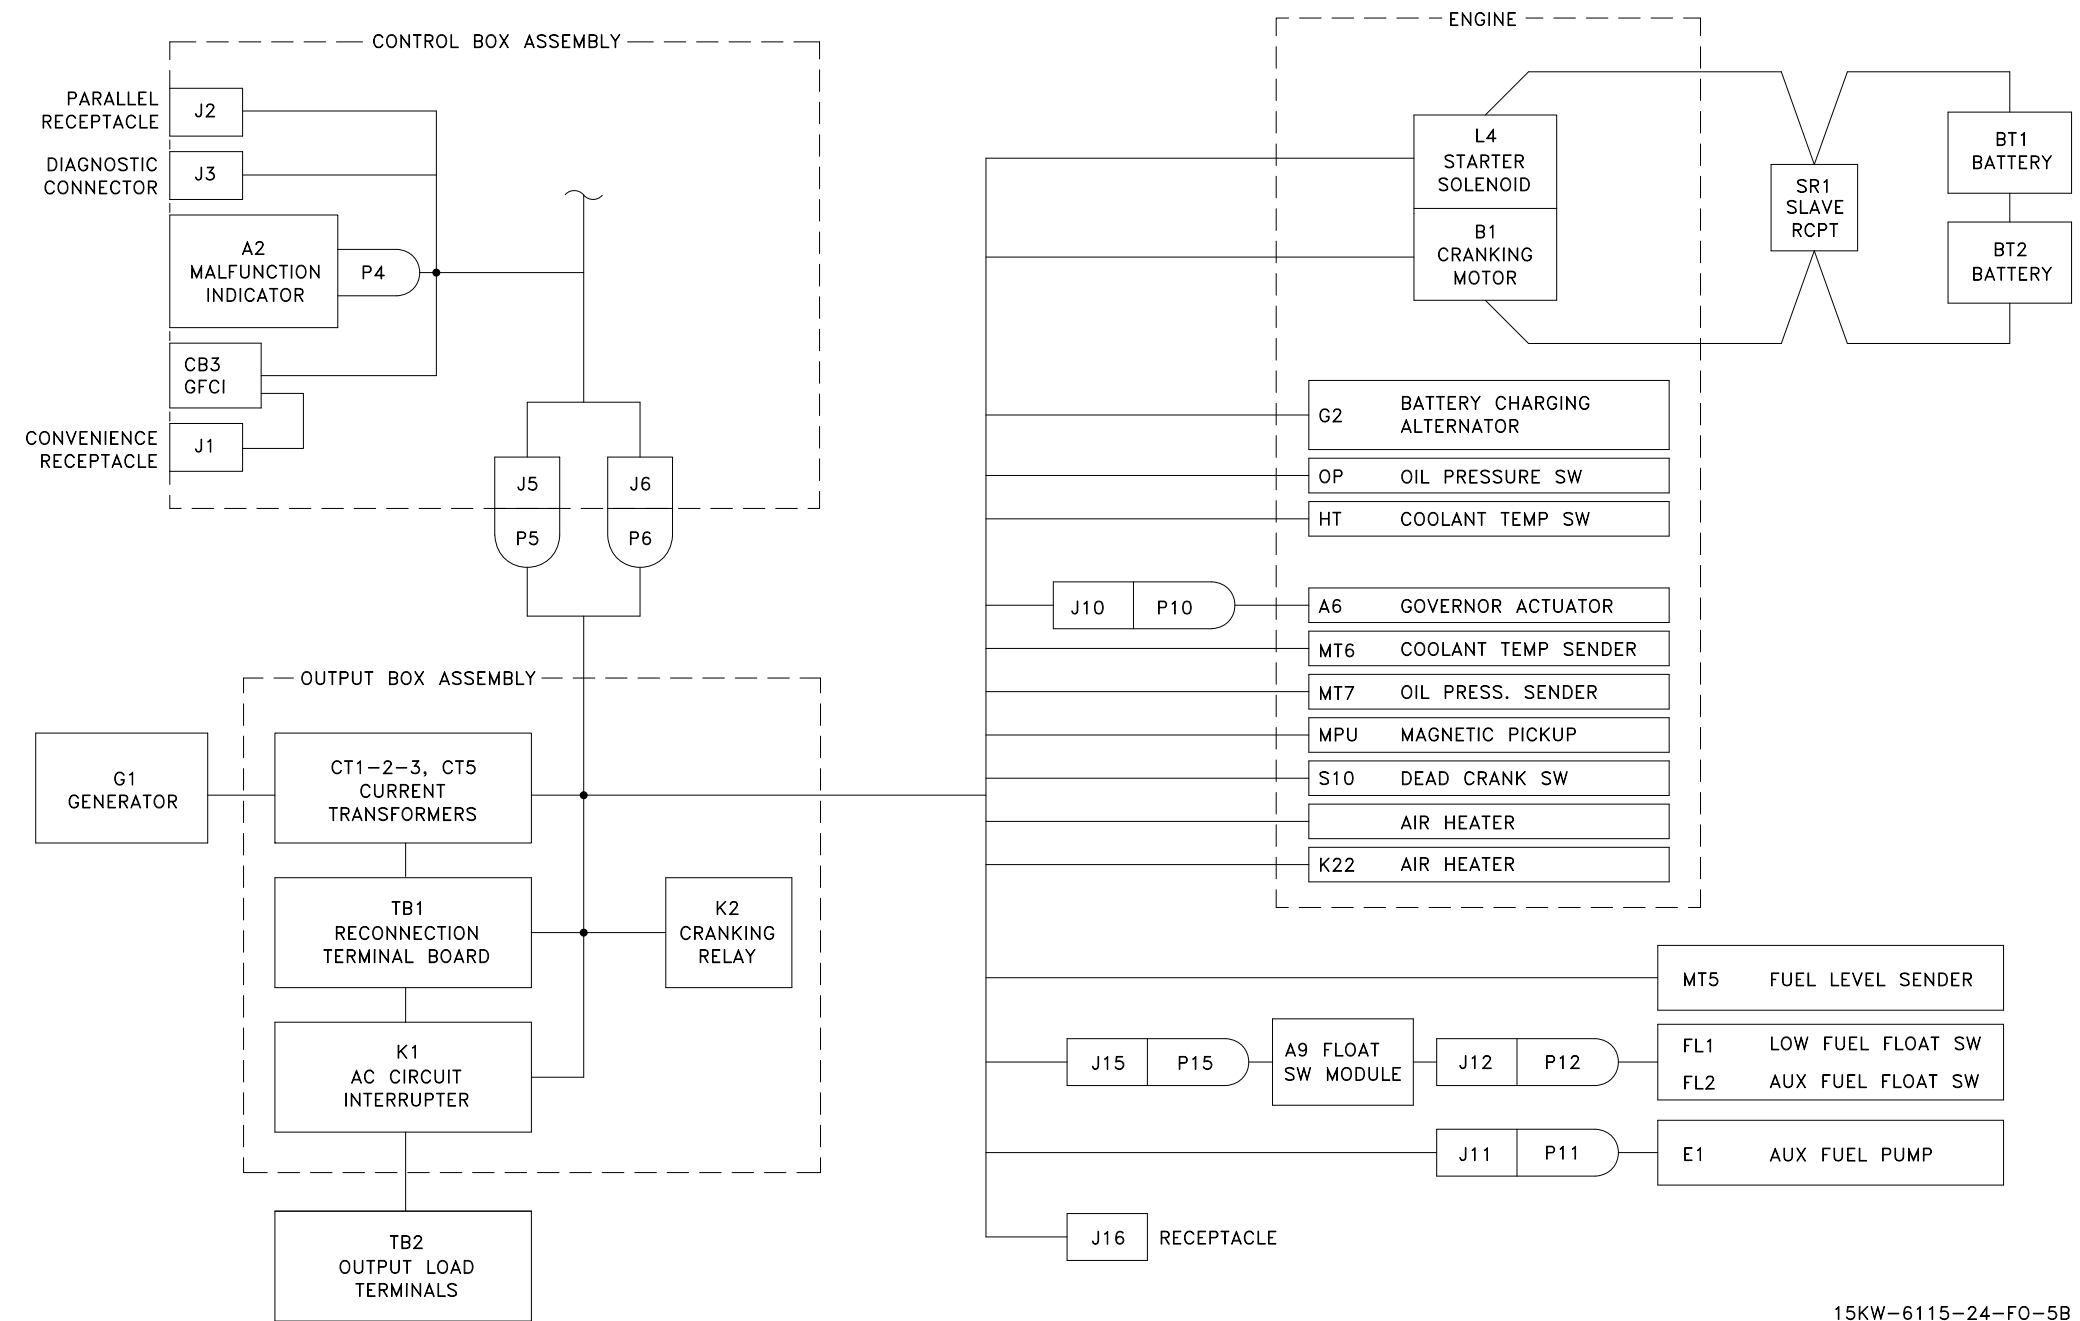 CONTROL BOX ASSEMBLY
PARALLEL
RECEPTACLE
J2
DIAGNOSTIC
CONNECTOR
J3
A2
MALFUNCTION
INDICATOR
P4
CB3
GFCI
CONVENIENCE
RECEPTACLE
J1
J5
J6
P5
P6
OUTPUT BOX ASSEMBLY
G1
GENERATOR
CT1-2-3, CT5
CURRENT
TRANSFORMERS
TB1
RECONNECTION
TERMINAL BOARD
K2
CRANKING
RELAY
K1
AC CIRCUIT
INTERRUPTER
TB2
OUTPUT LOAD
TERMINALS
ENGINE
L4
STARTER
SOLENOID
B1
CRANKING
MOTOR
SR1
SLAVE
RCPT
BT1
BATTERY
BT2
BATTERY
G2 BATTERY CHARGING
ALTERNATOR
OP OIL PRESSURE SW
HT COOLANT TEMP SW
J10 P10 A6 GOVERNOR ACTUATOR
MT6 COOLANT TEMP SENDER
MT7 OIL PRESS. SENDER
MPU MAGNETIC PICKUP
S10 DEAD CRANK SW
AIR HEATER
K22 AIR HEATER
MT5 FUEL LEVEL SENDER
J15 P15
A9 FLOAT
SW MODULE
J12 P12
FL1 LOW FUEL FLOAT SW
FL2 AUX FUEL FLOAT SW
J11 P11 E1 AUX FUEL PUMP
J16 RECEPTACLE
15KW-6115-24-FO-5B